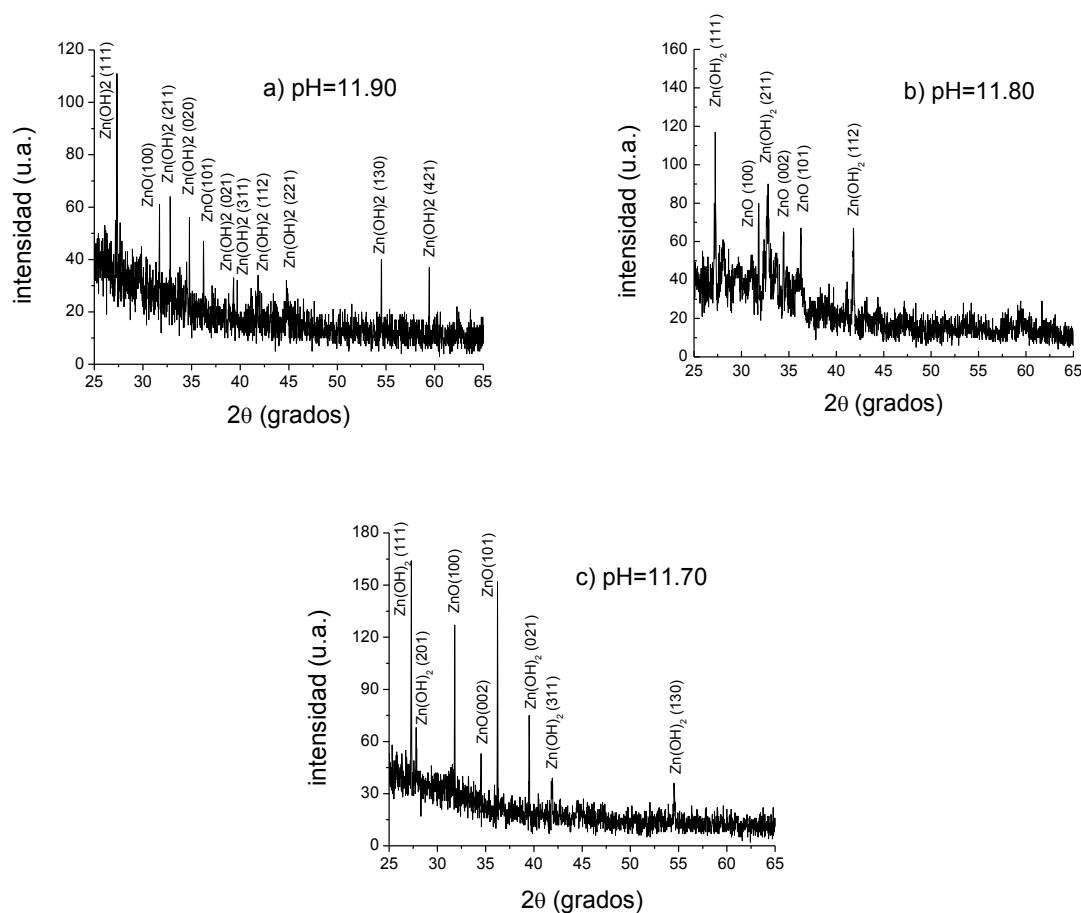 a) pH=11.90
intensidad (u.a.)
120
100
80
60
40
20
0
Zn(OH)2 (111)
ZnO(100)
Zn(OH)2 (211)
Zn(OH)2 (020)
ZnO(101)
Zn(OH)2 (021)
Zn(OH)2 (311)
Zn(OH)2 (112)
Zn(OH)2 (221)
Zn(OH)2 (130)
Zn(OH)2 (421)
25 30 35 40 45 50 55 60 65
2θ (grados)
b) pH=11.80
intensidad (u.a.)
160
140
120
100
80
60
40
20
0
Zn(OH)₂ (111)
ZnO (100)
Zn(OH)₂ (211)
ZnO (002)
ZnO (101)
Zn(OH)₂ (112)
25 30 35 40 45 50 55 60 65
2θ (grados)
c) pH=11.70
intensidad (u.a.)
180
150
120
90
60
30
0
Zn(OH)₂ (111)
Zn(OH)₂ (201)
ZnO(100)
ZnO(002)
ZnO(101)
Zn(OH)₂ (021)
Zn(OH)₂ (311)
Zn(OH)₂ (130)
25 30 35 40 45 50 55 60 65
2θ (grados)